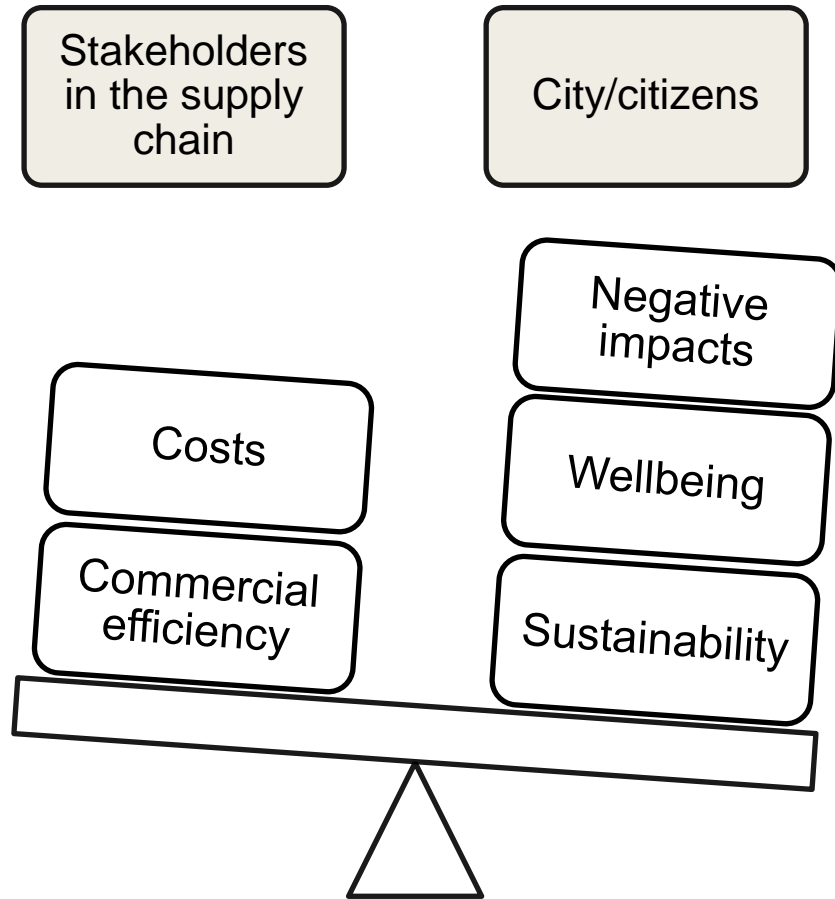 Stakeholders
in the supply
chain
City/citizens
Negative
impacts
Costs
Wellbeing
Commercial
efficiency
Sustainability